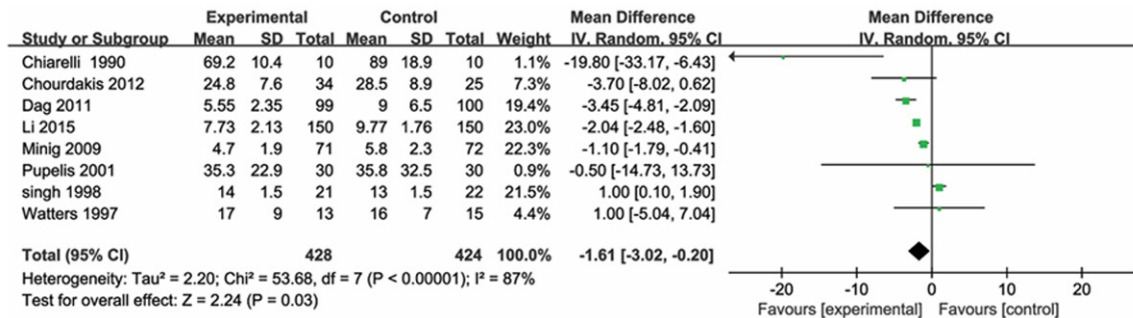 Experimental Control Mean Difference Mean Difference
Study or Subgroup Mean SD Total Mean SD Total Weight IV, Random, 95% CI IV, Random, 95% CI
Chiarelli 1990 69.2 10.4 10 89 18.9 10 1.1% -19.80 [-33.17, -6.43]
Chourdakis 2012 24.8 7.6 34 28.5 8.9 25 7.3% -3.70 [-8.02, 0.62]
Dag 2011 5.55 2.35 99 9 6.5 100 19.4% -3.45 [-4.81, -2.09]
Li 2015 7.73 2.13 150 9.77 1.76 150 23.0% -2.04 [-2.48, -1.60]
Minig 2009 4.7 1.9 71 5.8 2.3 72 22.3% -1.10 [-1.79, -0.41]
Pupelis 2001 35.3 22.9 30 35.8 32.5 30 0.9% -0.50 [-14.73, 13.73]
singh 1998 14 1.5 21 13 1.5 22 21.5% 1.00 [0.10, 1.90]
Watters 1997 17 9 13 16 7 15 4.4% 1.00 [-5.04, 7.04]
Total (95% CI) 428 424 100.0% -1.61 [-3.02, -0.20]
Heterogeneity: Tau² = 2.20; Chi² = 53.68, df = 7 (P < 0.00001); I² = 87%
Test for overall effect: Z = 2.24 (P = 0.03)
-20 -10 0 10 20
Favours [experimental] Favours [control]